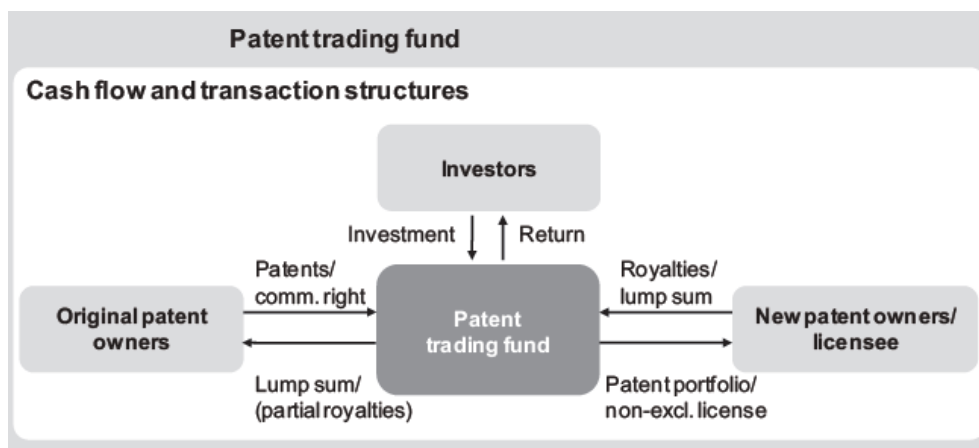 Patent trading fund
Cash flow and transaction structures
Investors
Investment
Return
Patents/
comm. right
Royalties/
lump sum
Original patent
owners
Patent
trading fund
New patent owners/
licensee
Lump sum/
(partial royalties)
Patent portfolio/
non-excl. license